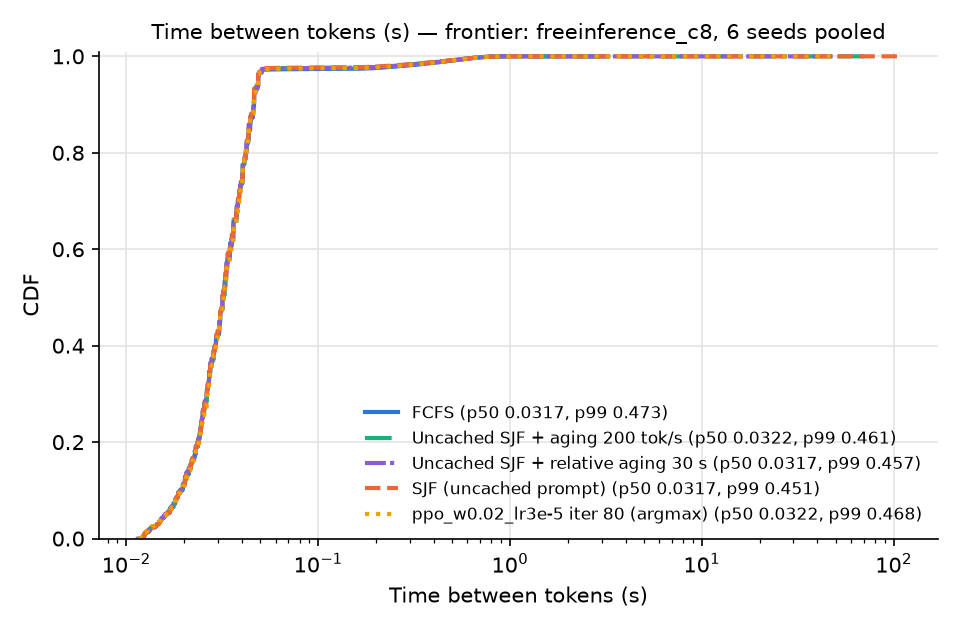 Time between tokens (s) — frontier: freeinference_c8, 6 seeds pooled
1.0
0.8
0.6
0.4
0.2
0.0
CDF
FCFS (p50 0.0317, p99 0.473)
Uncached SJF + aging 200 tok/s (p50 0.0322, p99 0.461)
Uncached SJF + relative aging 30 s (p50 0.0317, p99 0.457)
SJF (uncached prompt) (p50 0.0317, p99 0.451)
ppo_w0.02_lr3e-5 iter 80 (argmax) (p50 0.0322, p99 0.468)
10⁻² 10⁻¹ 10⁰ 10¹ 10²
Time between tokens (s)